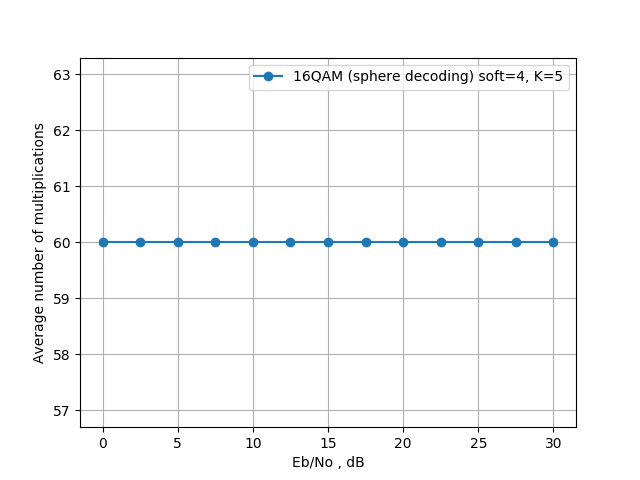 16QAM (sphere decoding) soft=4, K=5
Average number of multiplications
63
62
61
60
59
58
57
0 5 10 15 20 25 30
Eb/No , dB